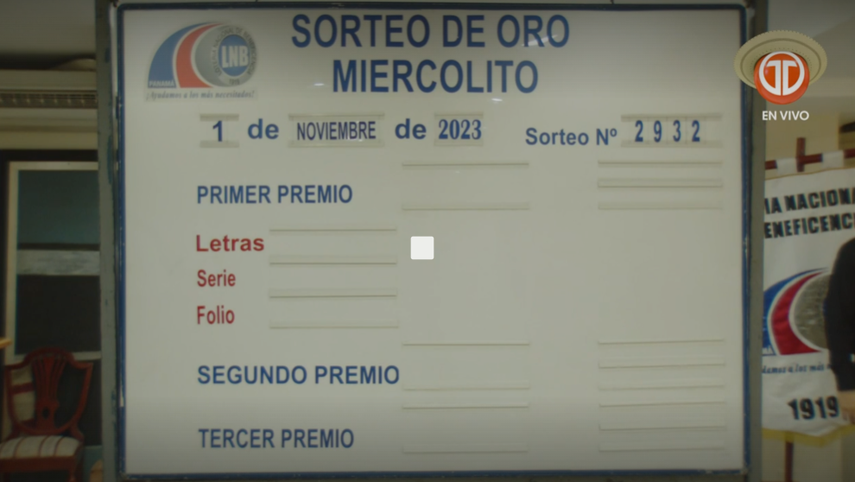 SORTEO DE ORO
MIERCOLITO
LNB
PANAMA
¡Ayudamos a los más necesitados!
1 de NOVIEMBRE de 2023
Sorteo Nº 2932
PRIMER PREMIO
Letras
Serie
Folio
SEGUNDO PREMIO
TERCER PREMIO
EN VIVO
IA NACIONA
ENEFICENC
1919